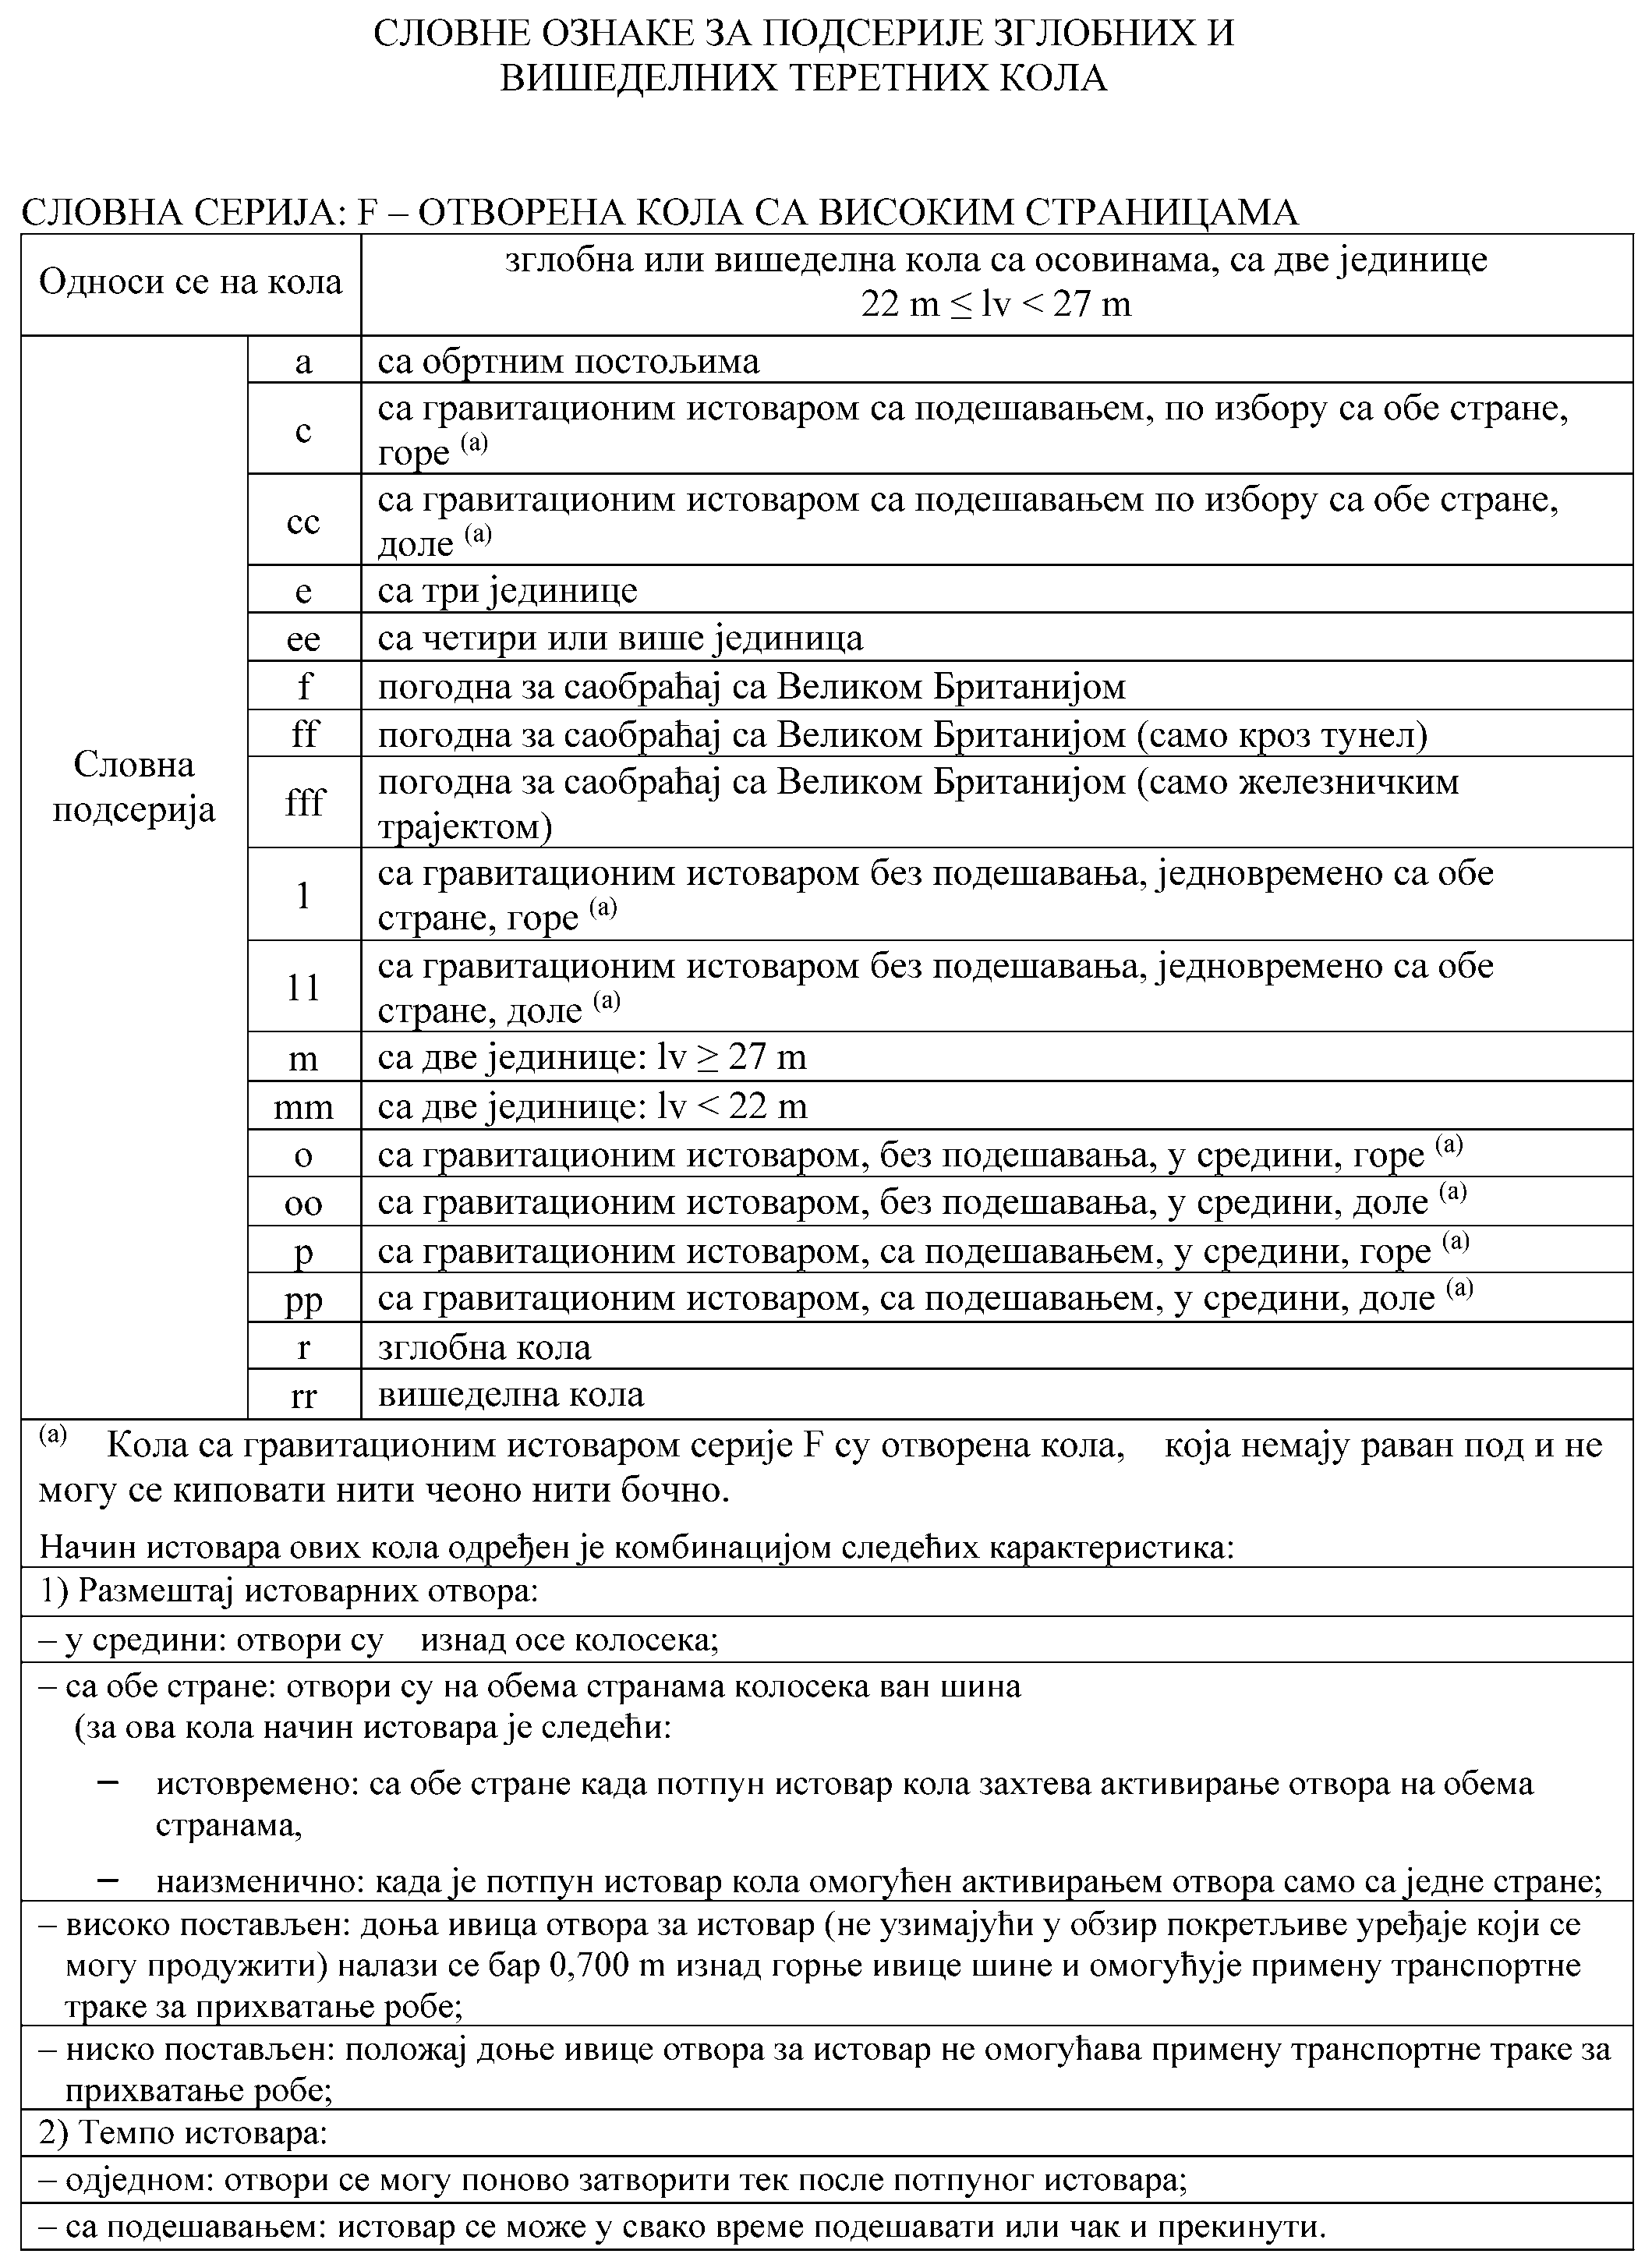 СЛОВНЕ ОЗНАКЕ ЗА ПОДСЕРИЈЕ ЗГЛОБНИХ И
ВИШЕДЕЛНИХ ТЕРЕТНИХ КОЛА
СЛОВНА СЕРИЈА: F – ОТВОРЕНА КОЛА СА ВИСОКИМ СТРАНИЦАМА
Односи се на кола
зглобна или вишеделна кола са осовинама, са две јединице
22 m ≤ lv < 27 m
Словна
подсерија
a
са обртним постољима
c
са гравитационим истоваром са подешавањем, по избору са обе стране,
горе (a)
cc
са гравитационим истоваром са подешавањем по избору са обе стране,
доле (a)
e
са три јединице
ee
са четири или више јединица
f
погодна за саобраћај са Великом Британијом
ff
погодна за саобраћај са Великом Британијом (само кроз тунел)
fff
погодна за саобраћај са Великом Британијом (само железничким
трајектом)
1
са гравитационим истоваром без подешавања, једновремено са обе
стране, горе (a)
11
са гравитационим истоваром без подешавања, једновремено са обе
стране, доле (a)
m
са две јединице: lv ≥ 27 m
mm
са две јединице: lv < 22 m
o
са гравитационим истоваром, без подешавања, у средини, горе (a)
oo
са гравитационим истоваром, без подешавања, у средини, доле (a)
p
са гравитационим истоваром, са подешавањем, у средини, горе (a)
pp
са гравитационим истоваром, са подешавањем, у средини, доле (a)
r
зглобна кола
rr
вишеделна кола
(a) Кола са гравитационим истоваром серије F су отворена кола, која немају раван под и не
могу се киповати нити чеоно нити бочно.
Начин истовара ових кола одређен је комбинацијом следећих карактеристика:
1) Размештај истоварних отвора:
– у средини: отвори су изнад осе колосека;
– са обе стране: отвори су на обема странама колосека ван шина
(за ова кола начин истовара је следећи:
– истовремено: са обе стране када потпун истовар кола захтева активирање отвора на обема
странама,
– наизменично: када је потпун истовар кола омогућен активирањем отвора само са једне стране;
– високо постављен: доња ивица отвора за истовар (не узимајући у обзир покретљиве уређаје који се
могу продужити) налази се бар 0,700 m изнад горње ивице шине и омогућује примену транспортне
траке за прихватање робе;
– ниско постављен: положај доње ивице отвора за истовар не омогућава примену транспортне траке за
прихватање робе;
2) Темпо истовара:
– одједном: отвори се могу поново затворити тек после потпуног истовара;
– са подешавањем: истовар се може у свако време подешавати или чак и прекинути.